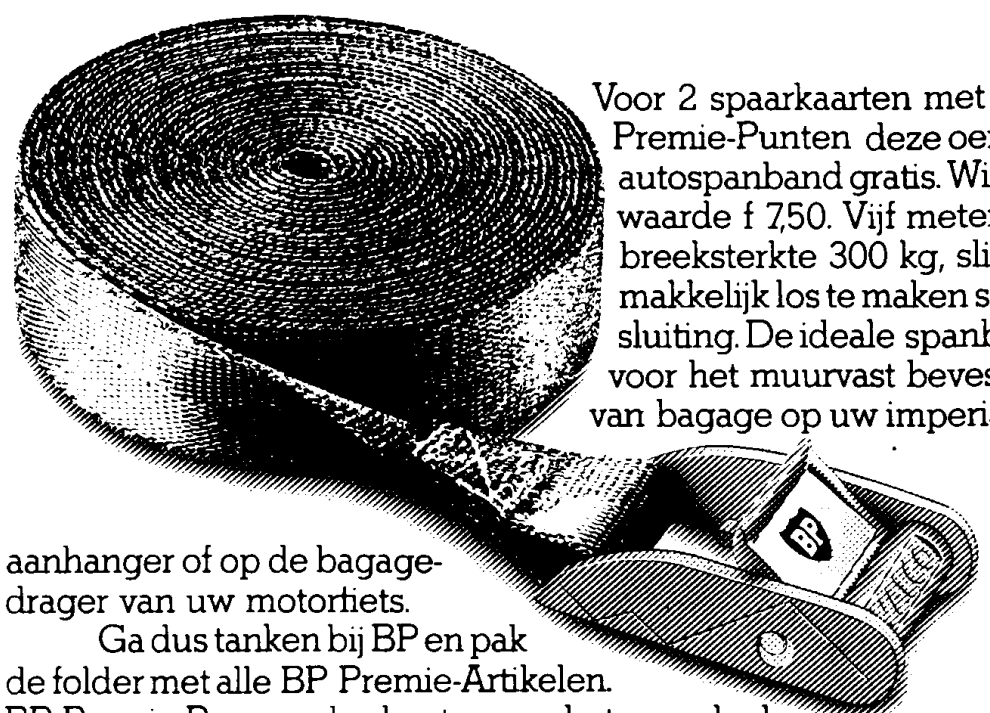 Voor 2 spaarkaarten met
Premie-Punten deze
autospanband gratis.
waarde f 7,50. Vijf
breeksterkte 300 kg,
makkelijk los te maken
sluiting. De ideale
voor het muurvast
van bagage op uw
BP
aanhanger of op de bagage-
drager van uw motorfiets.
Ga dus tanken bij BP en pak
de folder met alle BP Premie-Artikelen.